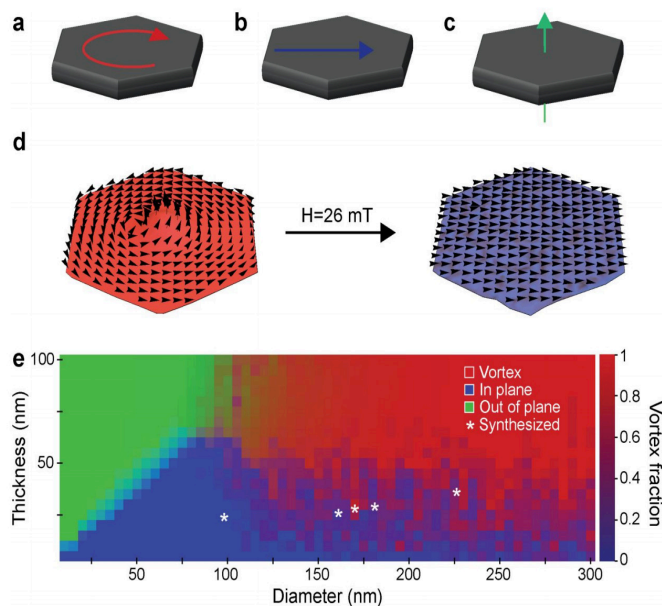 a
b
c
d
H=26 mT
e
100
50
Thickness (nm)
Vortex
In plane
Out of plane
* Synthesized
1
0.8
0.6
0.4
0.2
0
Vortex fraction
50 100 150 200 250 300
Diameter (nm)